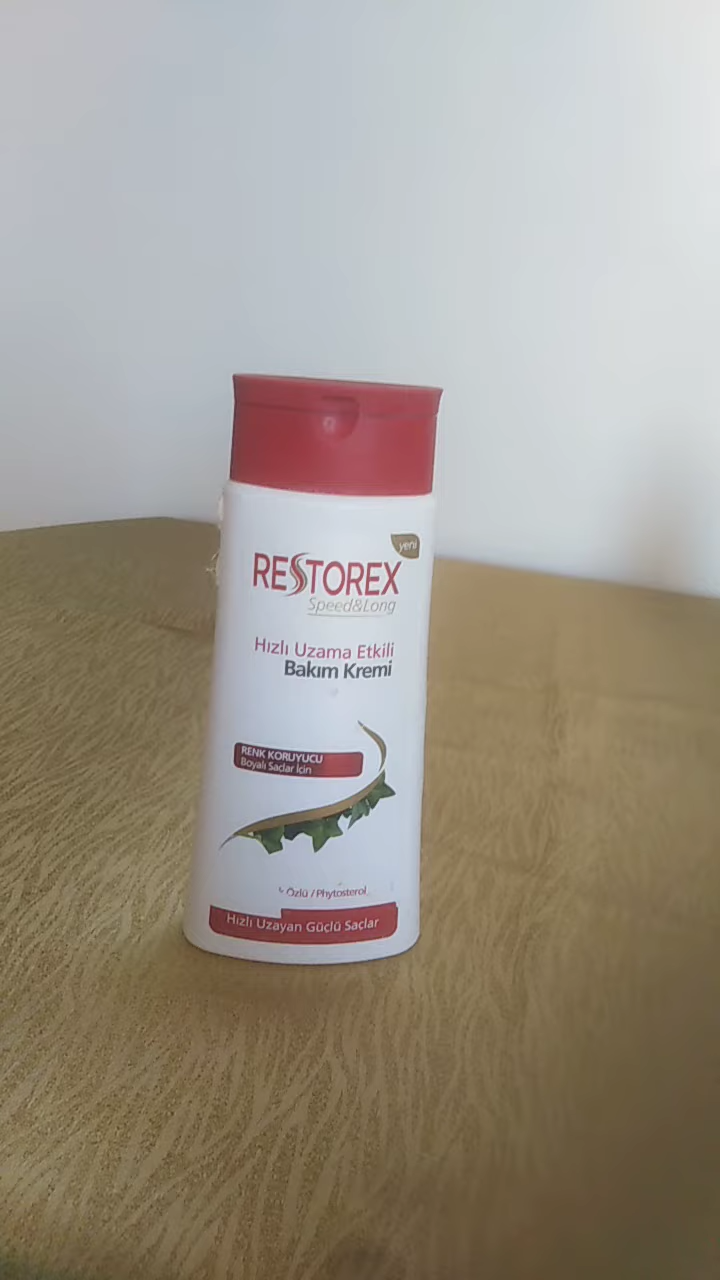 yeni
RESTOREX
Speed&Long
Hızlı Uzama Etkili
Bakım Kremi
RENK KORUYUCU
Boyalı Saçlar İçin
Özlü / Phytosterol
Hızlı Uzayan Güçlü Saçlar